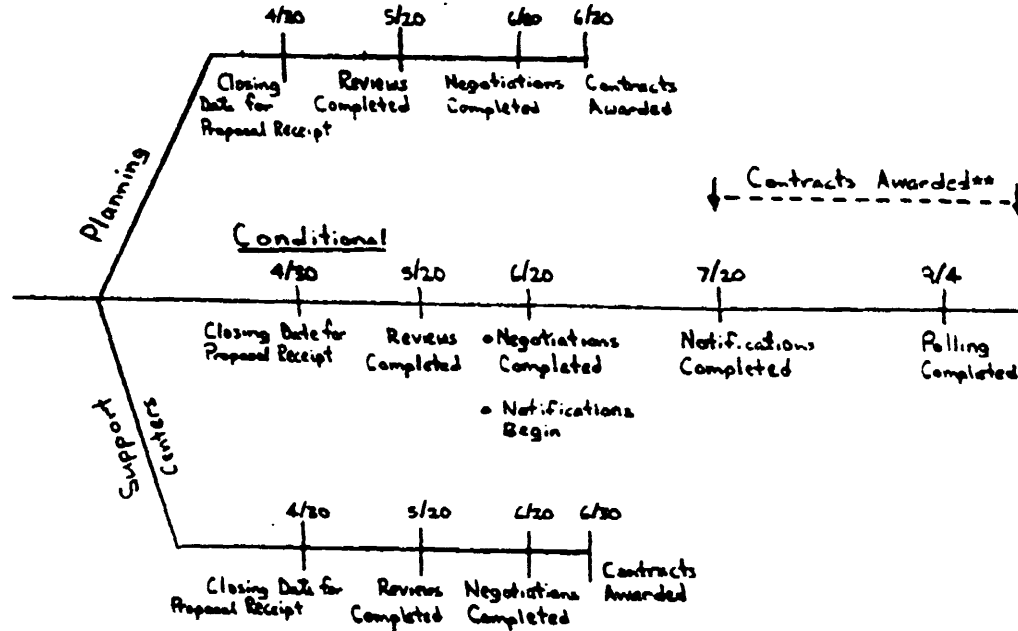 4/30 5/20 6/20 6/30
Closing Reviews Negotiations Contracts
Date for Completed Completed Awarded
Proposal Receipt
Planning
Contracts Awarded**
Conditional
4/30 5/20 6/20 7/20
Closing Date for Reviews • Negotiations Notifications Polling
Proposal Receipt Completed Completed Completed Completed
• Notifications
Begin
Support
Centers
4/30 5/20 6/20 6/30
Closing Date for Reviews Negotiations Contracts
Proposal Receipt Completed Completed Awarded